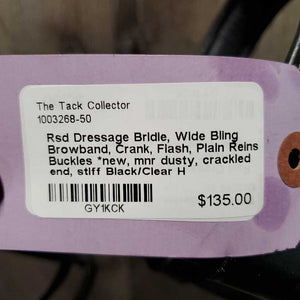 The Tack Collector
1003268-50
Rsd Dressage Bridle, Wide Bling
Browband, Crank, Flash, Plain Reins
Buckles *new, mnr dusty, crackled
end, stiff Black/Clear H
GY1KCK
$135.00